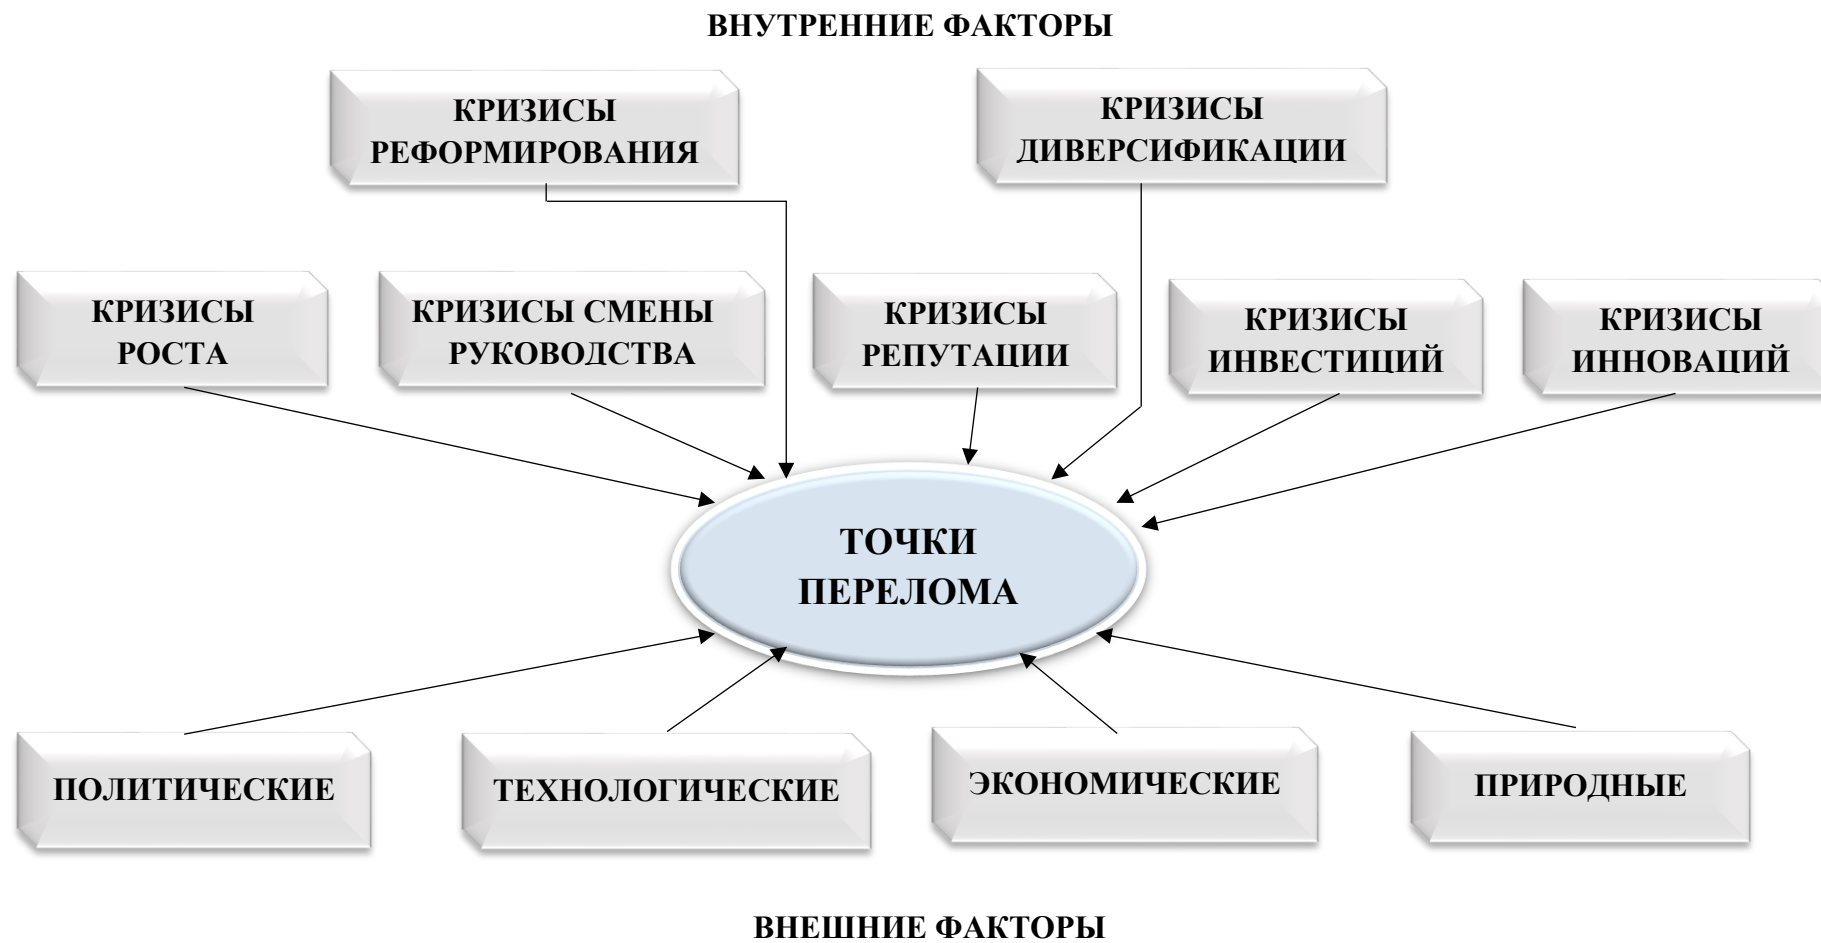 ВНУТРЕННИЕ ФАКТОРЫ
КРИЗИСЫ
РЕФОРМИРОВАНИЯ
КРИЗИСЫ
ДИВЕРСИФИКАЦИИ
КРИЗИСЫ
РОСТА
КРИЗИСЫ СМЕНЫ
РУКОВОДСТВА
КРИЗИСЫ
РЕПУТАЦИИ
КРИЗИСЫ
ИНВЕСТИЦИЙ
КРИЗИСЫ
ИННОВАЦИЙ
ТОЧКИ
ПЕРЕЛОМА
ПОЛИТИЧЕСКИЕ
ТЕХНОЛОГИЧЕСКИЕ
ЭКОНОМИЧЕСКИЕ
ПРИРОДНЫЕ
ВНЕШНИЕ ФАКТОРЫ